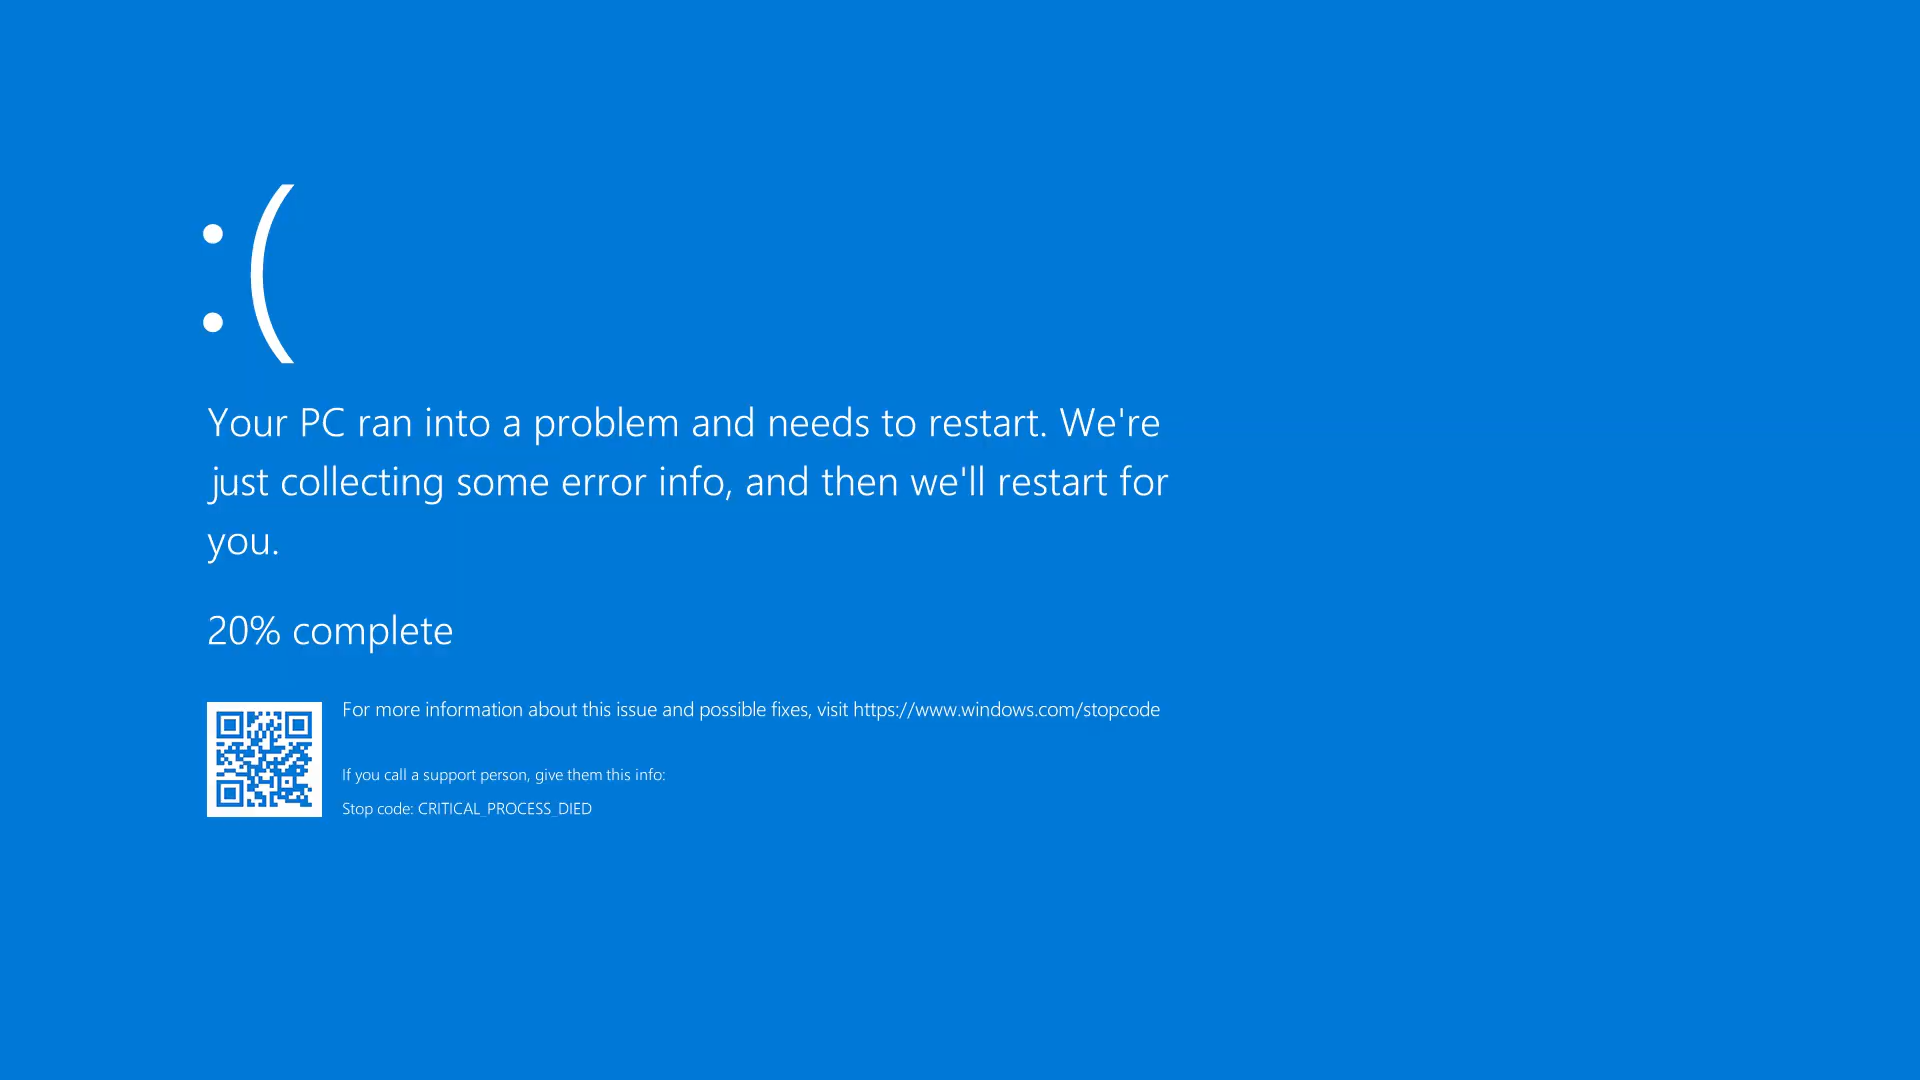 :(
Your PC ran into a problem and needs to restart. We're
just collecting some error info, and then we'll restart for
you.
20% complete
For more information about this issue and possible fixes, visit https://www.windows.com/stopcode
If you call a support person, give them this info:
Stop code: CRITICAL_PROCESS_DIED